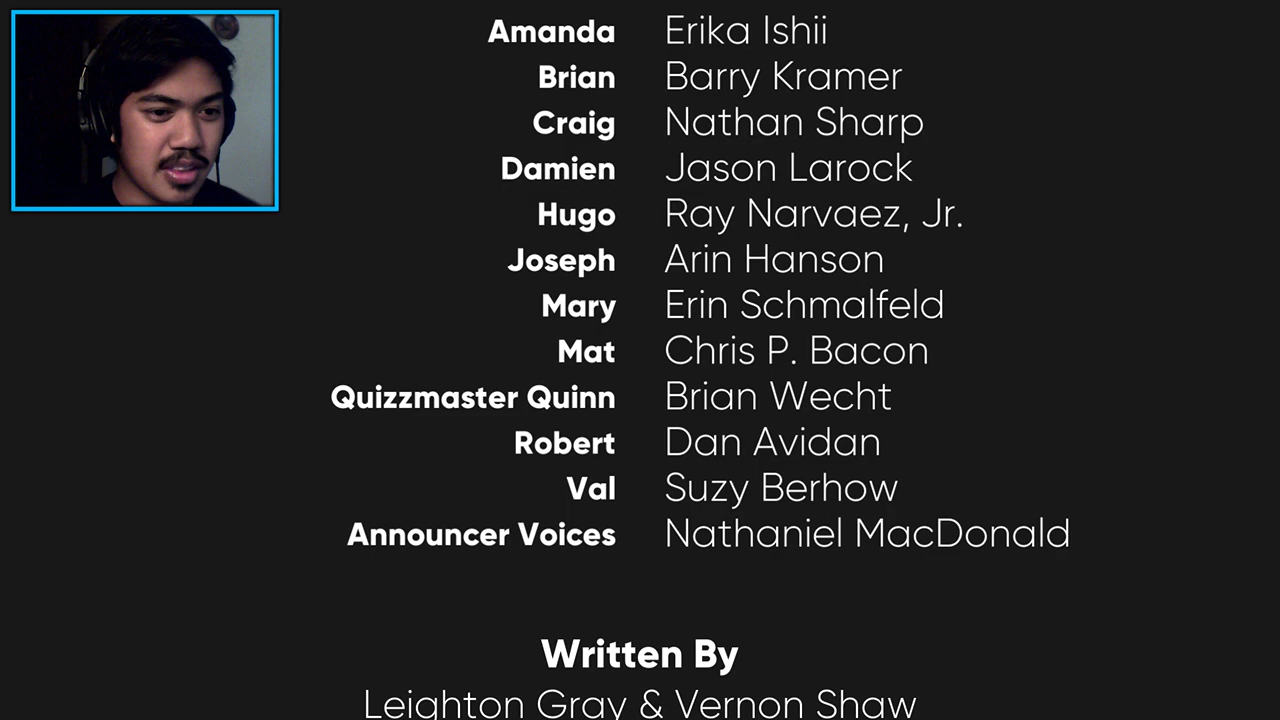 Amanda Erika Ishii
Brian Barry Kramer
Craig Nathan Sharp
Damien Jason Larock
Hugo Ray Narvaez, Jr.
Joseph Arin Hanson
Mary Erin Schmalfeld
Mat Chris P. Bacon
Quizzmaster Quinn Brian Wecht
Robert Dan Avidan
Val Suzy Berhow
Announcer Voices Nathaniel MacDonald
Written By
Leighton Gray & Vernon Shaw